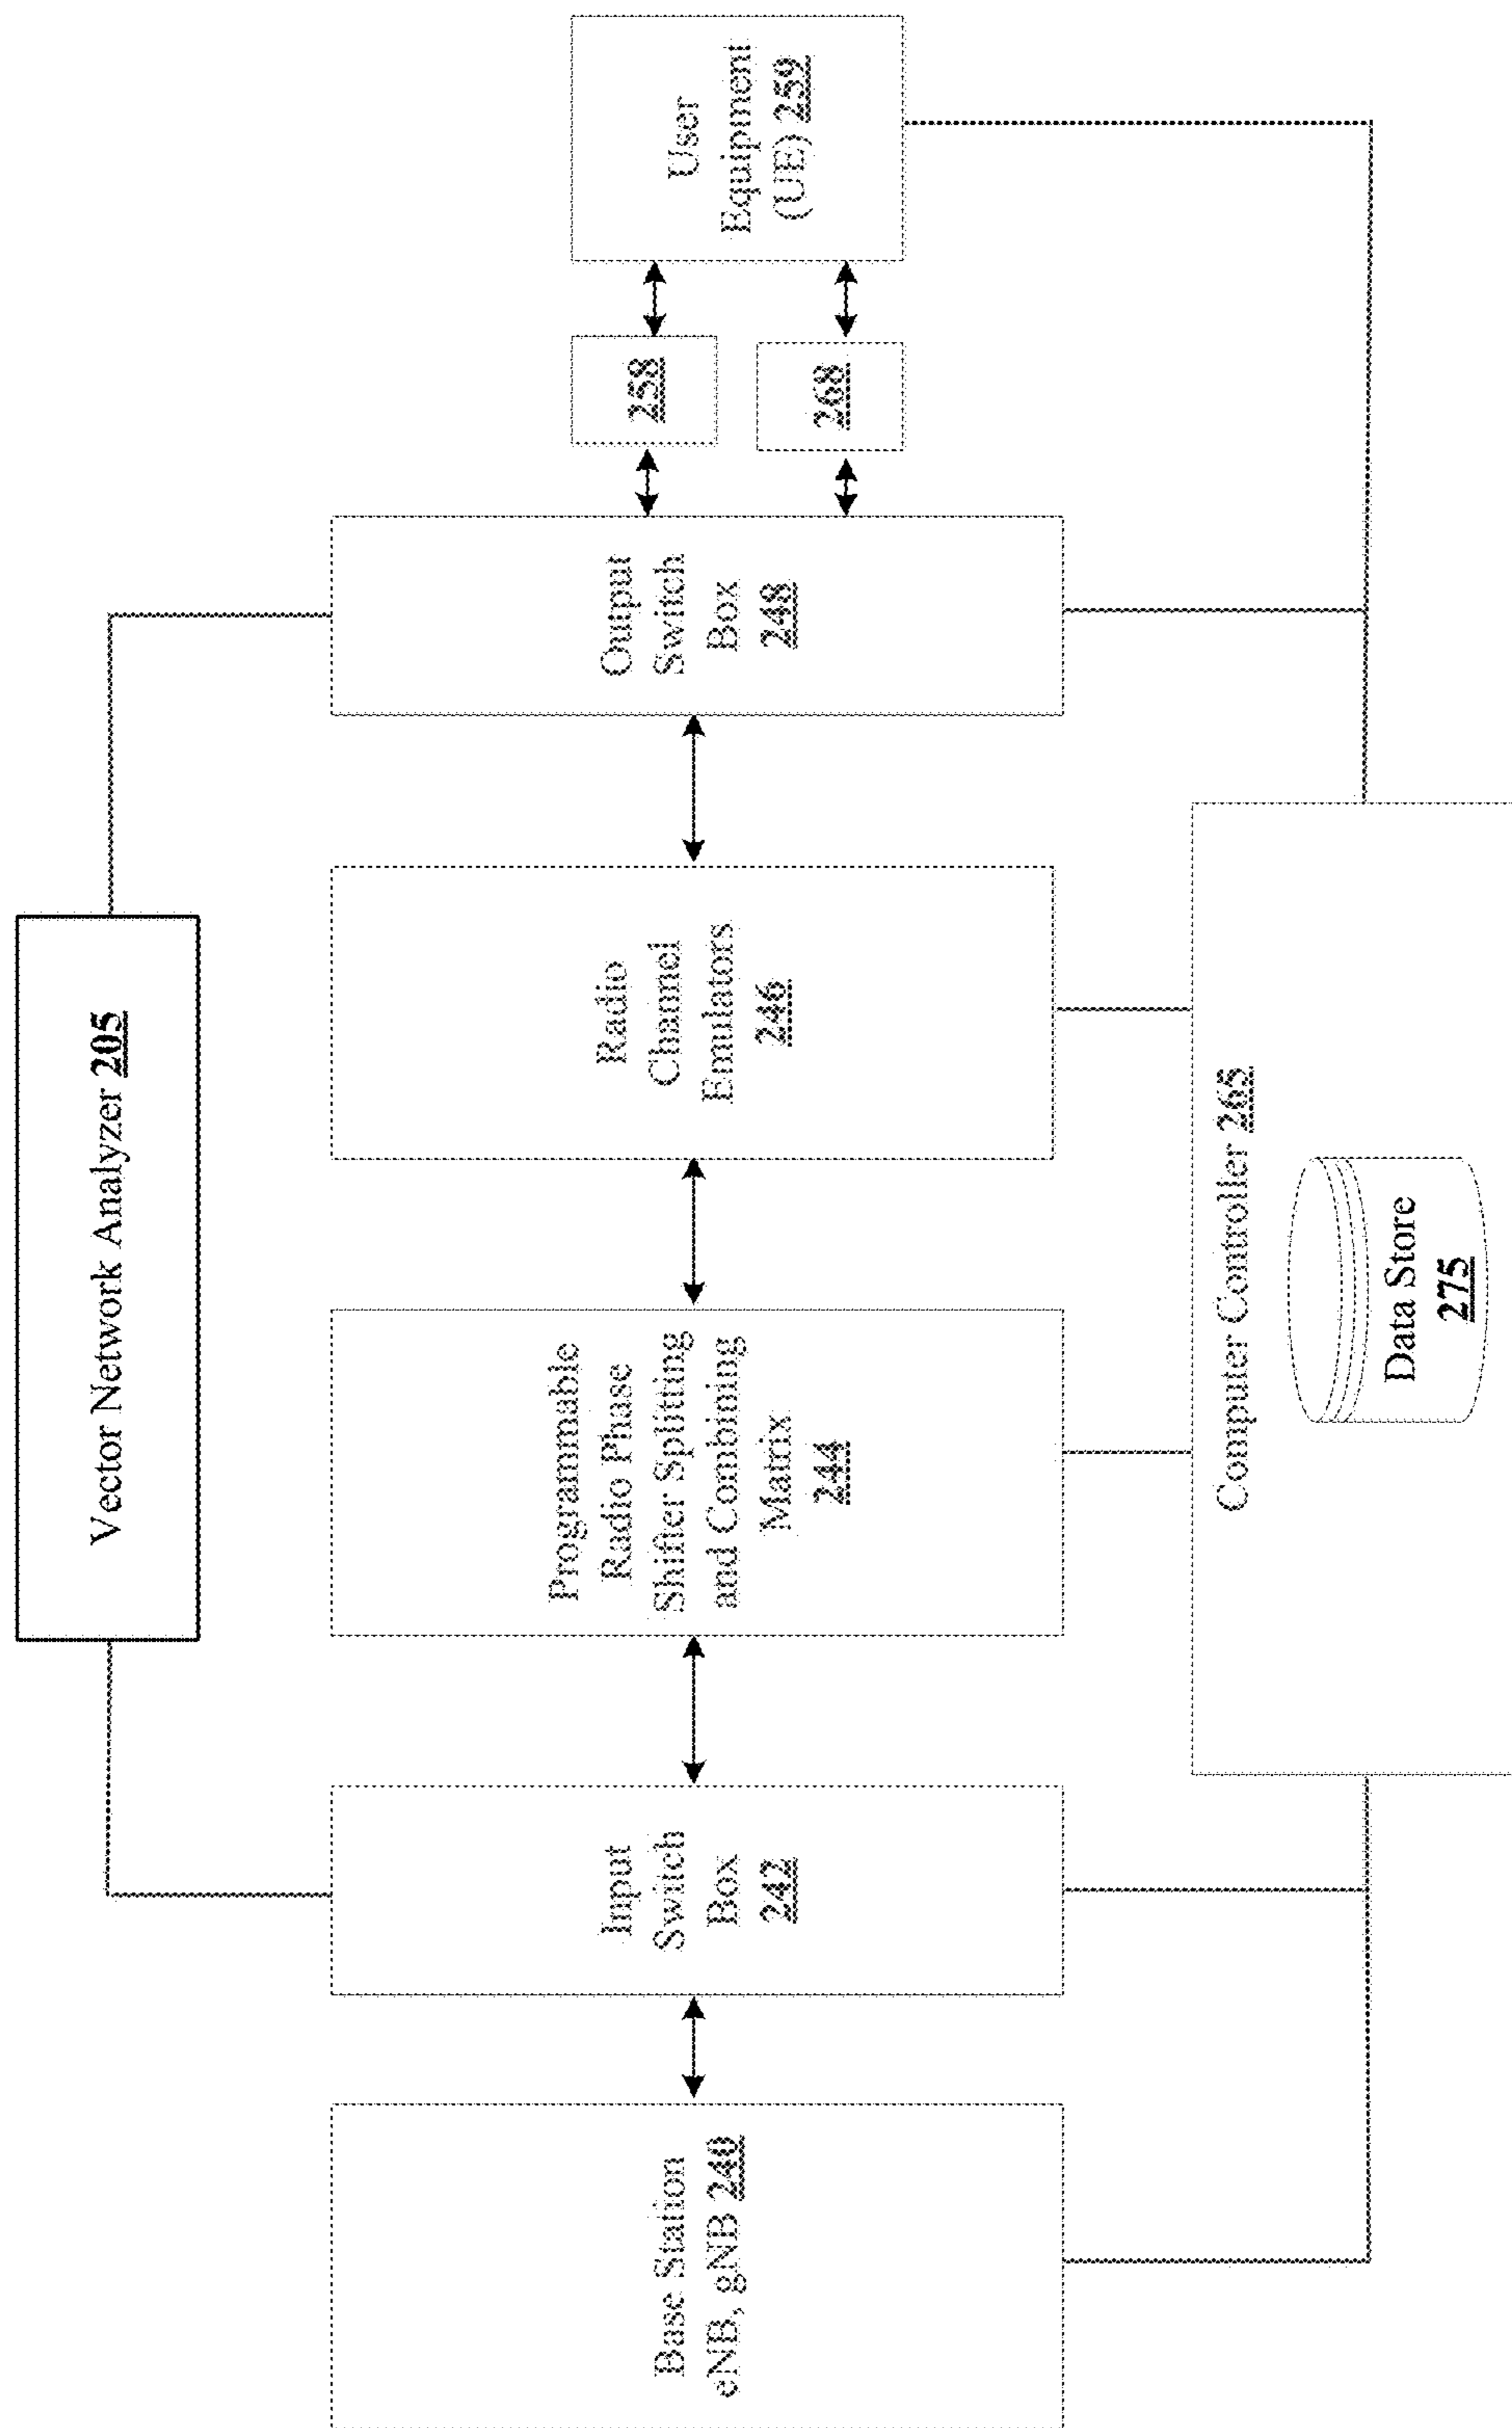 Vector Network Analyzer 205
Base Station
eNB, gNB 240
Input
Switch
Box
242
Programmable
Radio Phase
Shifter Splitting
and Combining
Matrix
244
Radio
Channel
Emulators
246
Output
Switch
Box
248
258
268
User
Equipment
(UE) 259
Computer Controller 265
Data Store
275